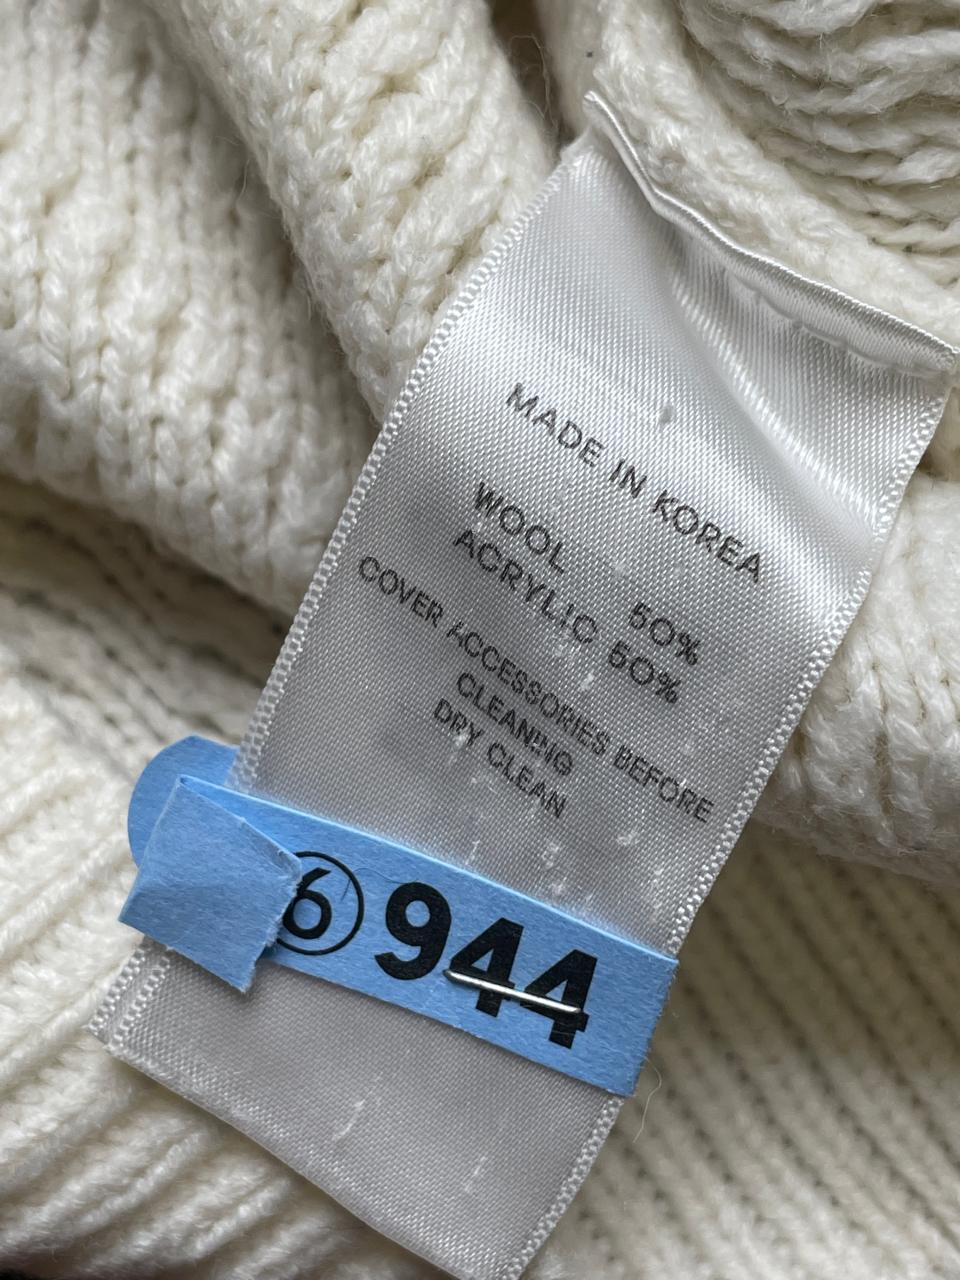 MADE IN KOREA
WOOL 50%
ACRYLIC 50%
COVER ACCESSORIES BEFORE
CLEANING
DRY CLEAN
⑥ 944